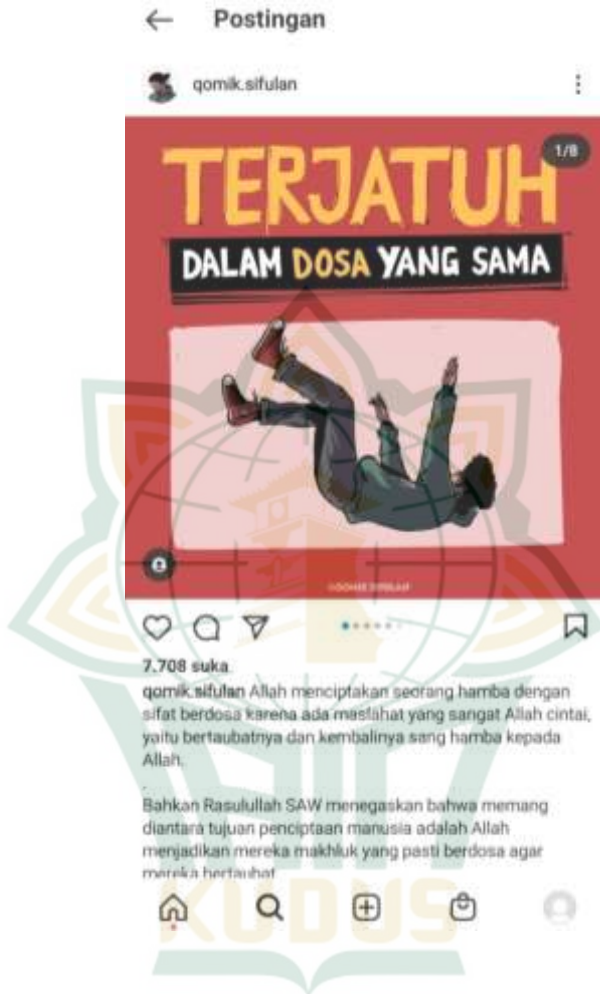 Postingan
qomik.sifulan
1/8
TERJATUH
DALAM DOSA YANG SAMA
7.708 suka
qomik.sifulan Allah menciptakan seorang hamba dengan
sifat berdosa karena ada maslahat yang sangat Allah cintai,
yaitu bertaubatnya dan kembalinya sang hamba kepada
Allah.
.
Bahkan Rasulullah SAW menegaskan bahwa memang
diantara tujuan penciptaan manusia adalah Allah
menjadikan mereka makhluk yang pasti berdosa agar
mereka bertaubat
KUDUS